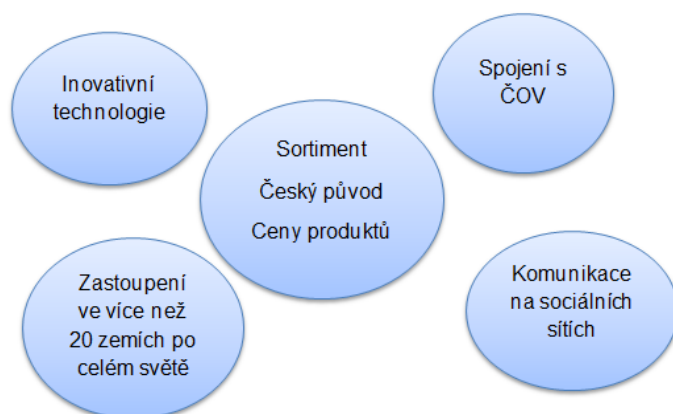 Inovativní
technologie
Spojení s
ČOV
Sortiment
Český původ
Ceny produktů
Zastoupení
ve více než
20 zemích po
celém světě
Komunikace
na sociálních
sítích